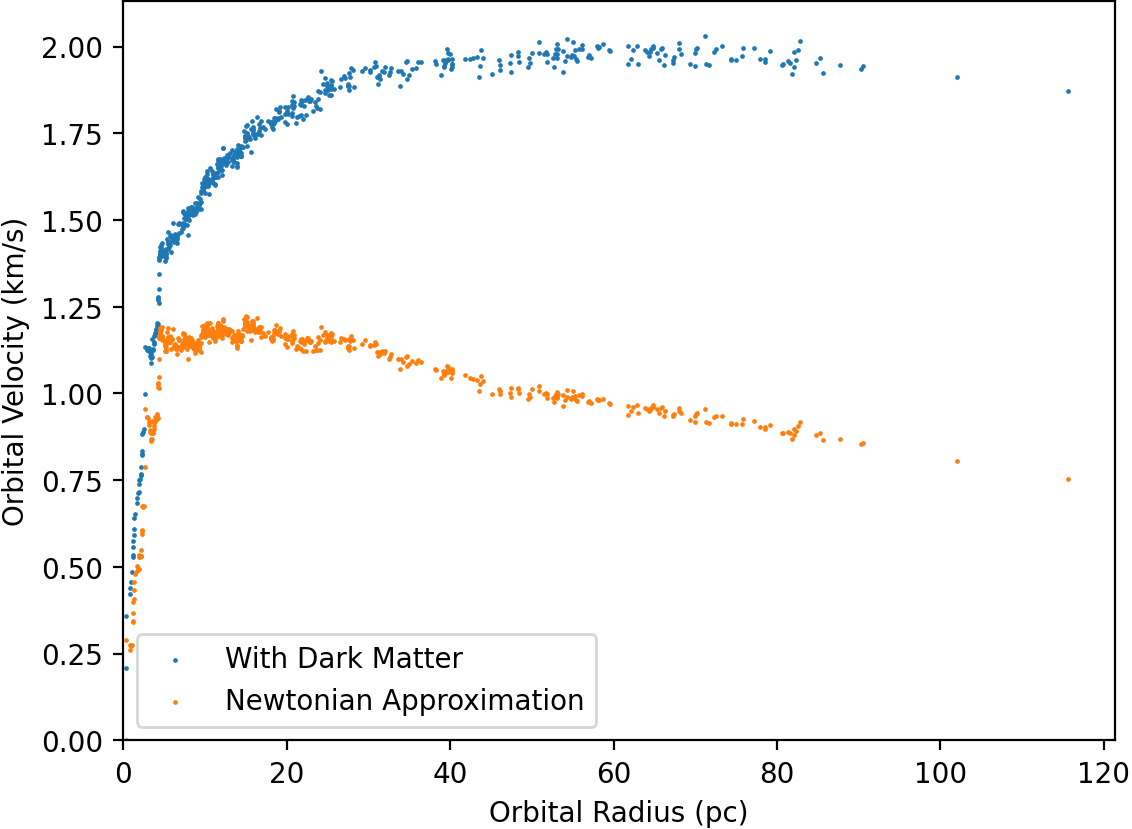 2.00
1.75
1.50
1.25
1.00
0.75
0.50
0.25
0.00
Orbital Velocity (km/s)
With Dark Matter
Newtonian Approximation
0 20 40 60 80 100 120
Orbital Radius (pc)